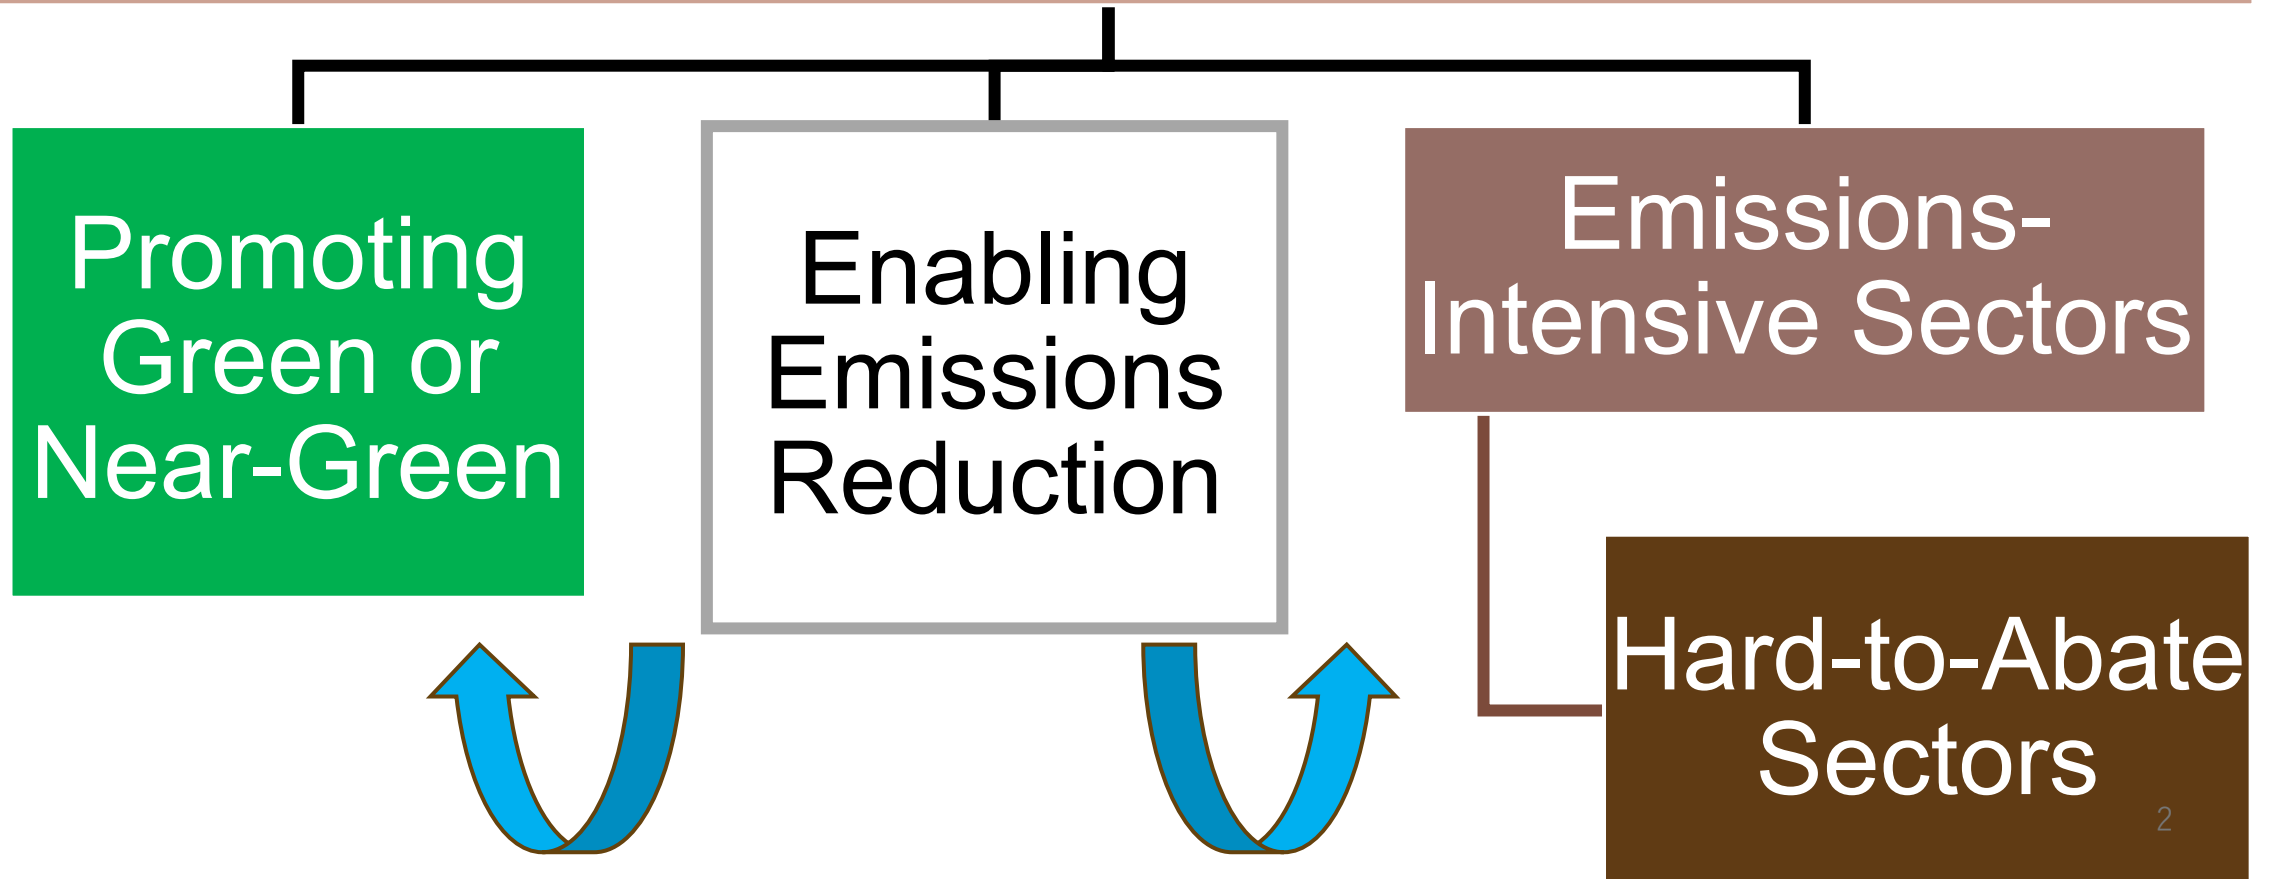 Promoting
Green or
Near-Green
Enabling
Emissions
Reduction
Emissions-
Intensive Sectors
Hard-to-Abate
Sectors
2